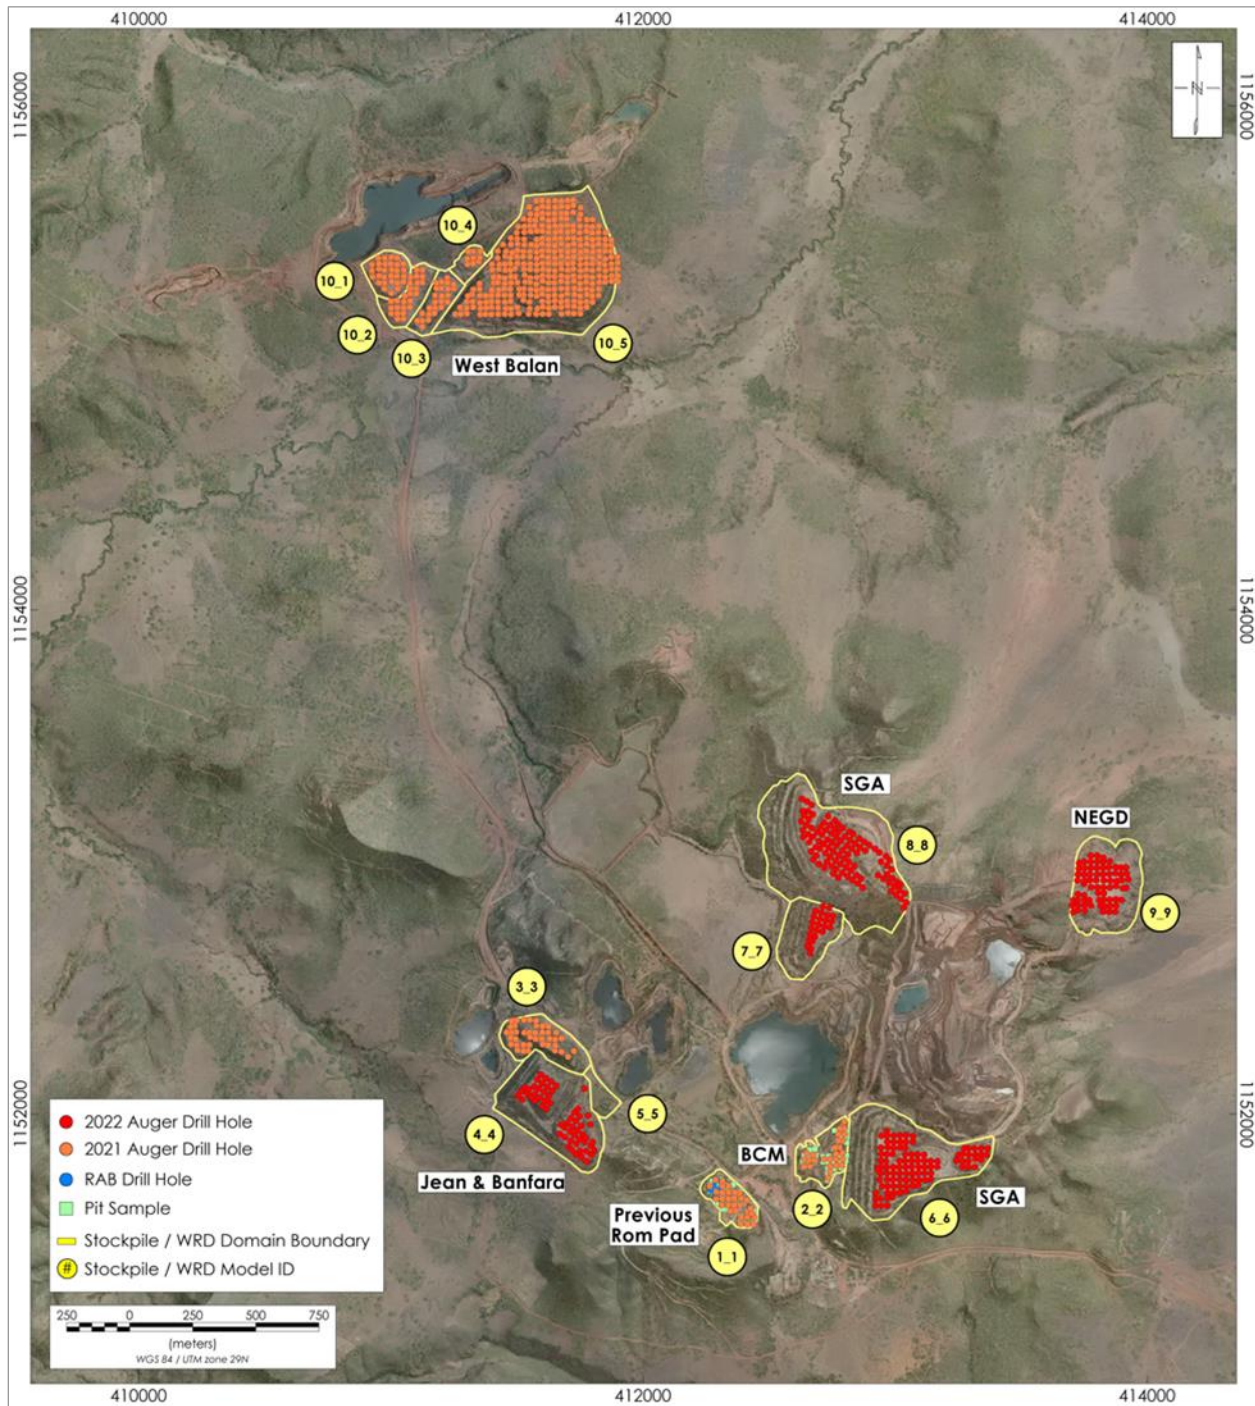 410000
412000
414000
1156000
1156000
N
10_4
10_1
10_2
10_3
10_5
West Balan
1154000
1154000
SGA
NEGD
8_8
9_9
7_7
3_3
1152000
1152000
5_5
4_4
BCM
Jean & Banfara
SGA
2_2
6_6
Previous
Rom Pad
1_1
2022 Auger Drill Hole
2021 Auger Drill Hole
RAB Drill Hole
Pit Sample
Stockpile / WRD Domain Boundary
# Stockpile / WRD Model ID
250 0 250 500 750
(meters)
WGS 84 / UTM zone 29N
410000
412000
414000